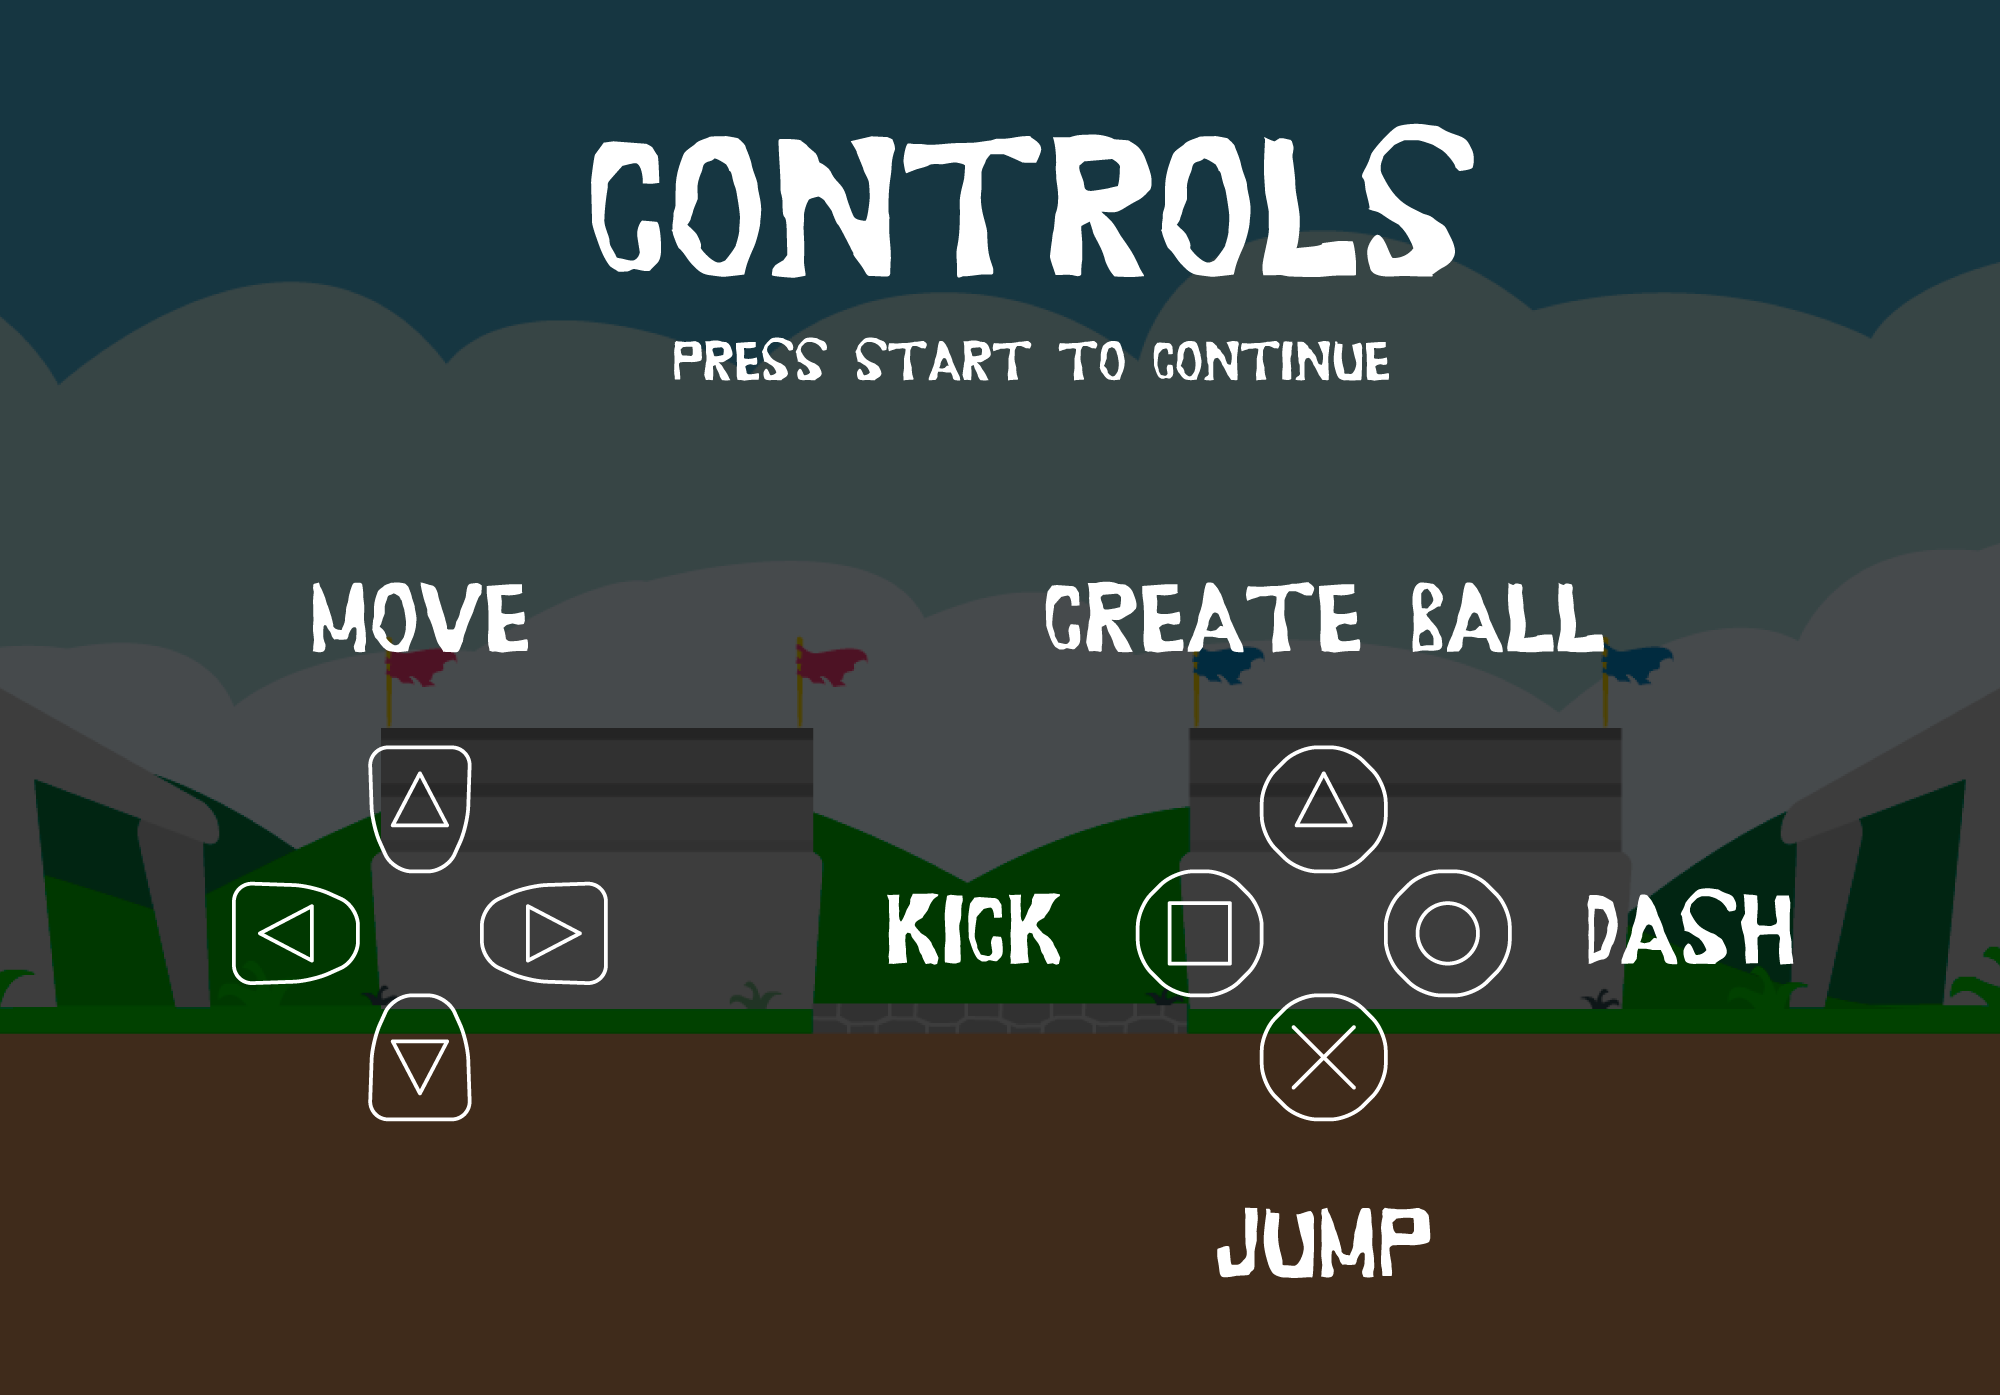 CONTROLS
PRESS START TO CONTINUE
MOVE
CREATE BALL
KICK
DASH
JUMP